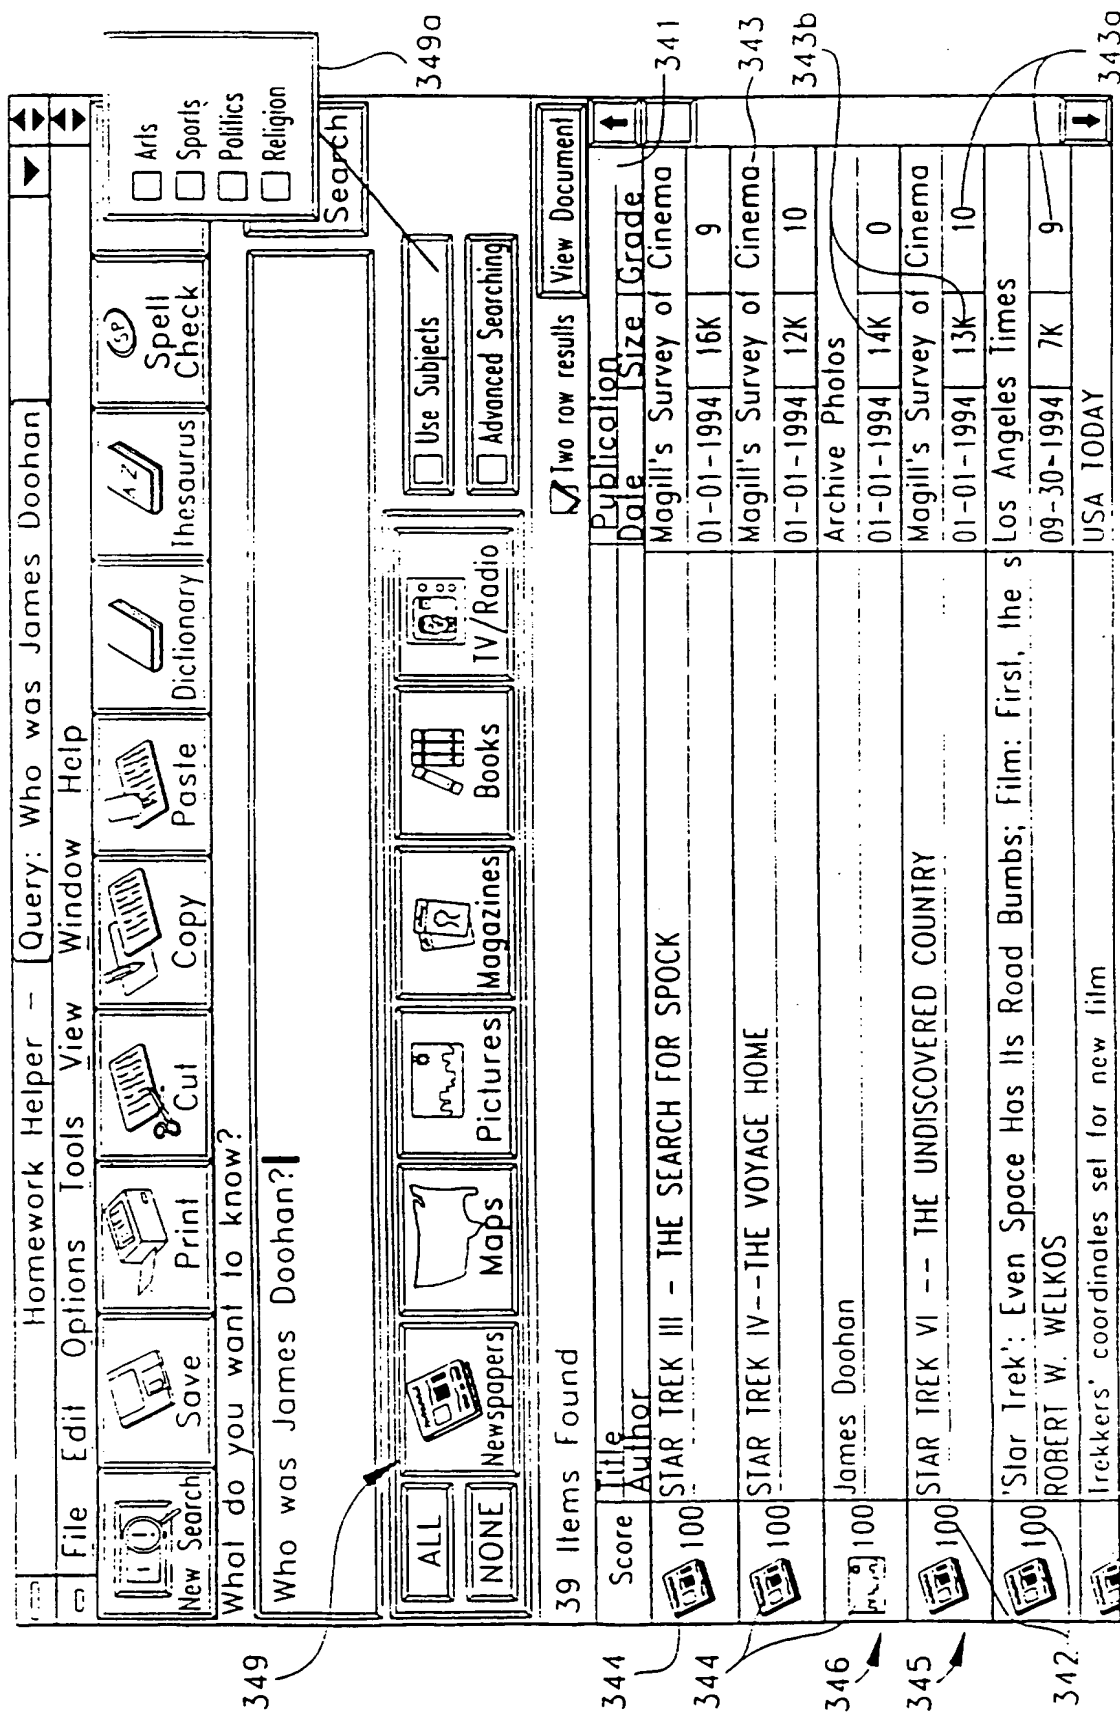 Homework Helper - Query: Who was James Doohan
File Edit Options Tools View Window Help
New Search Save Print Cut Copy Paste Dictionary Thesaurus Spell Check
SP
A Z
Arts
Sports
Politics
Religion
349a
What do you want to know?
Search
Who was James Doohan?
349
ALL
NONE
Newspapers Maps Pictures Magazines Books TV/Radio
Use Subjects
Advanced Searching
39 Items Found
Two row results View Document
Score Title Publication
Author Date Size Grade
341
344 100 STAR TREK III - THE SEARCH FOR SPOCK Magill's Survey of Cinema
01-01-1994 16K 9
344 100 STAR TREK IV--THE VOYAGE HOME Magill's Survey of Cinema 343
01-01-1994 12K 10
346 100 James Doohan Archive Photos 343b
01-01-1994 14K 0
345 100 STAR TREK VI -- THE UNDISCOVERED COUNTRY Magill's Survey of Cinema
01-01-1994 13K 10
342 100 'Star Trek': Even Space Has Its Road Bumbs; Film: First, the s Los Angeles Times
ROBERT W. WELKOS 09-30-1994 7K 9 343a
Trekkers' coordinates set for new film USA TODAY